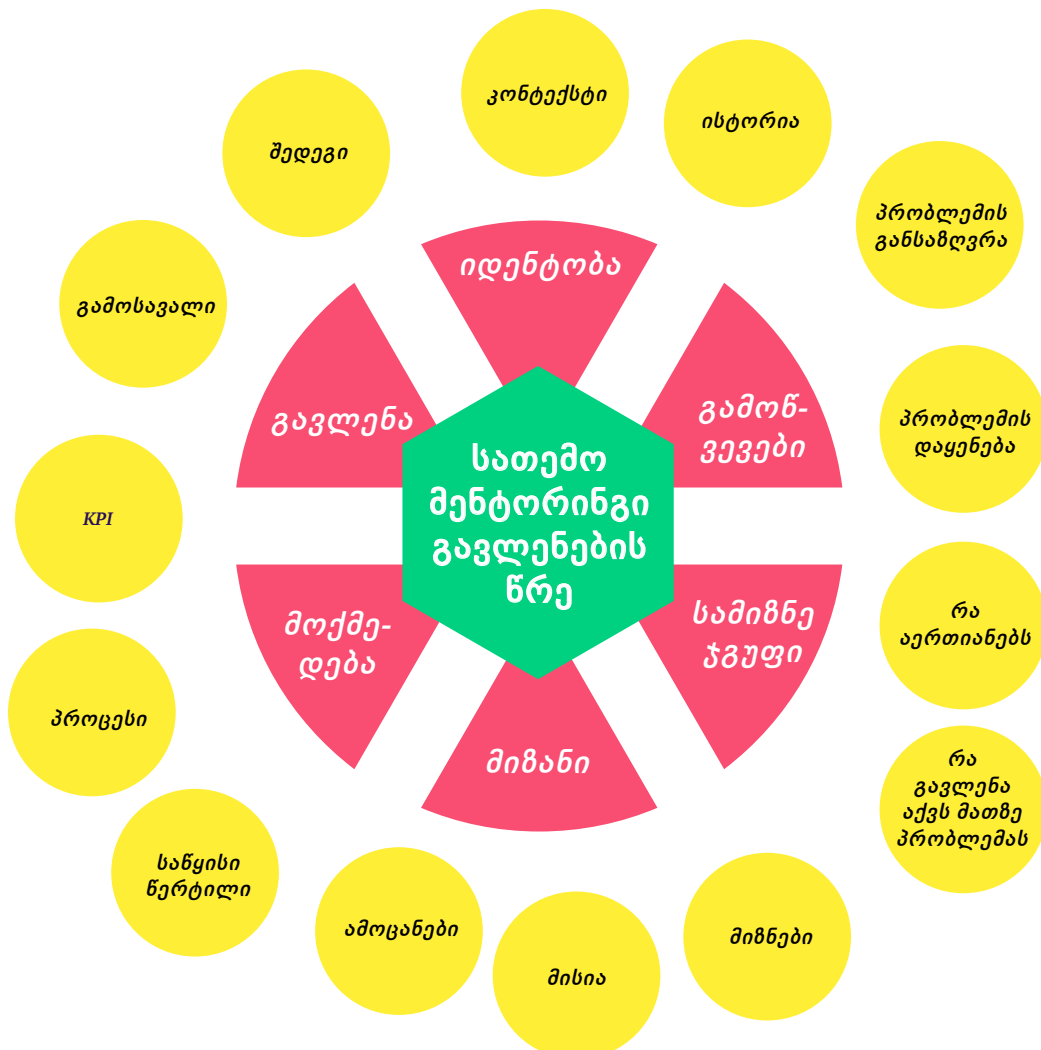 კონტექსტი
ისტორია
შედეგი
პრობლემის
განსაზღვრა
გამოსავალი
იდენტობა
გავლენა
გამოწ-
ვევები
პრობლემის
დაყენება
სათემო
მენტორინგი
გავლენების
წრე
KPI
მოქმე-
დება
სამიზნე
ჯგუფი
რა
აერთიანებს
პროცესი
მიზანი
რა
გავლენა
აქვს მათზე
პრობლემას
საწყისი
წერტილი
ამოცანები
მისია
მიზნები